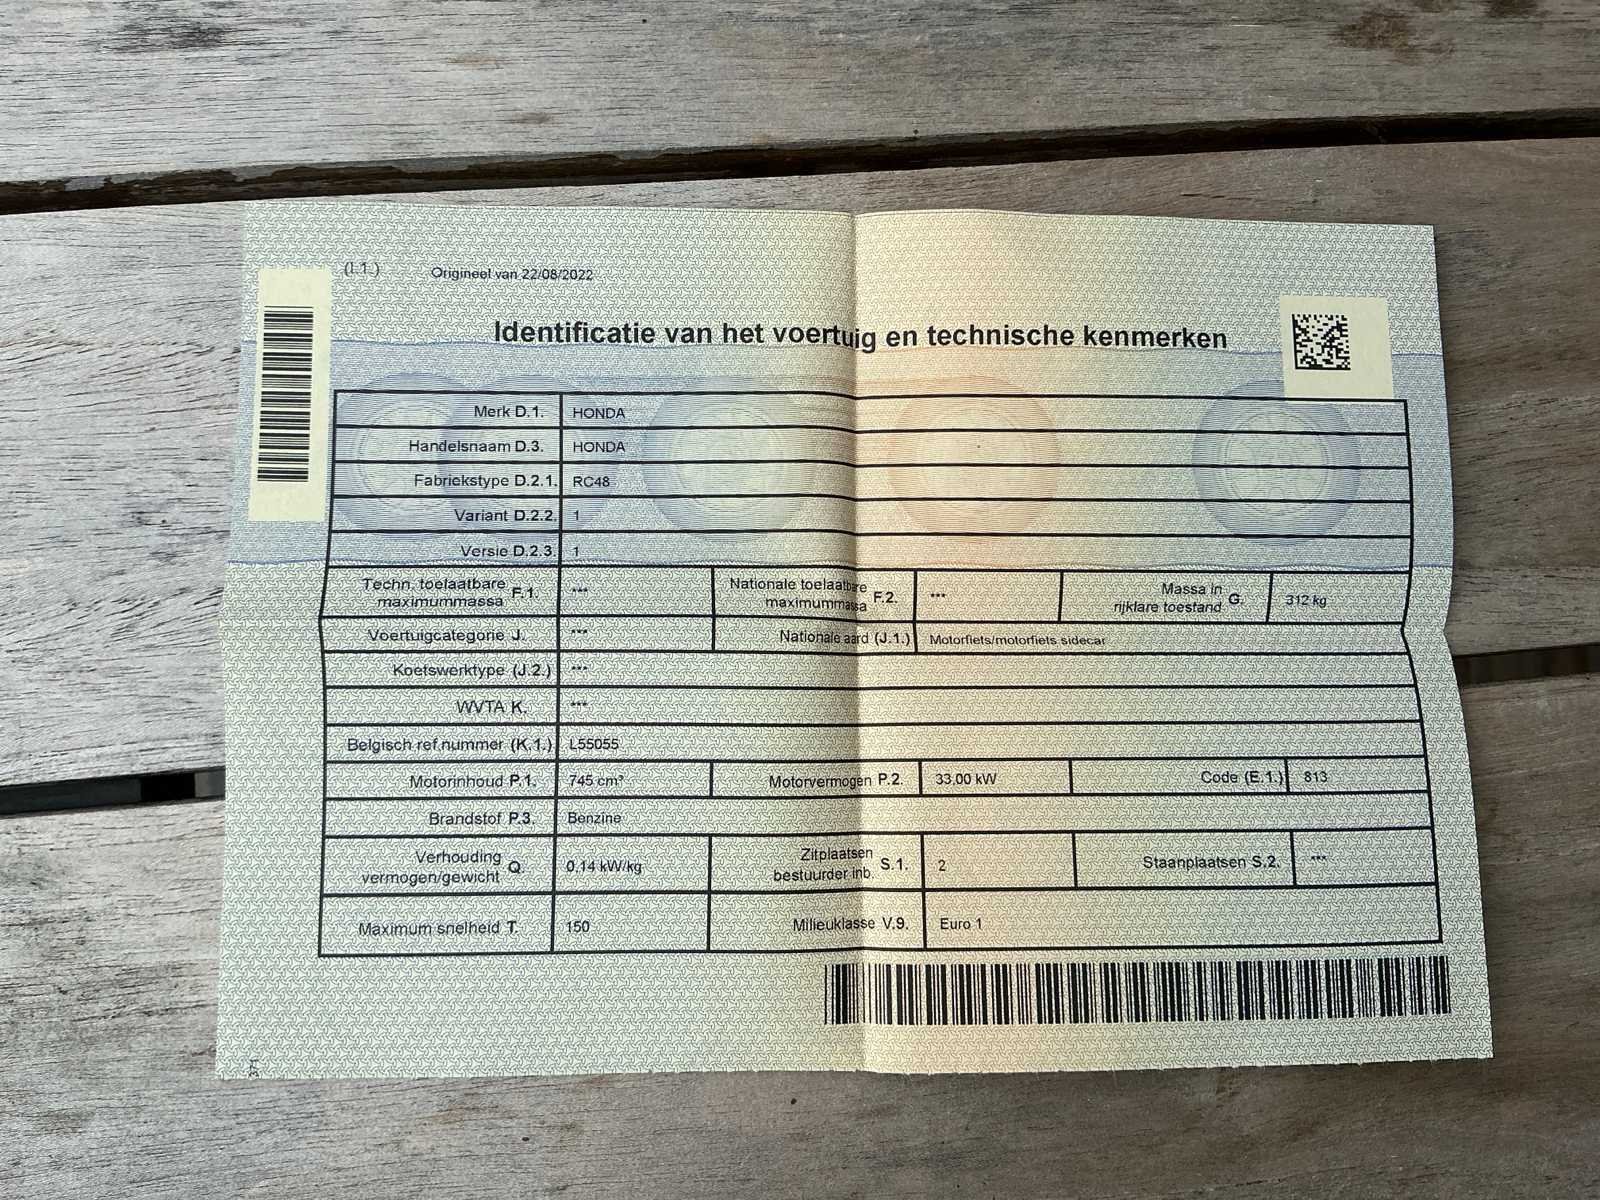 (I.1.) Origineel van 22/08/2022
Identificatie van het voertuig en technische kenmerken
Merk D.1. HONDA
Handelsnaam D.3. HONDA
Fabriekstype D.2.1. RC48
Variant D.2.2. 1
Versie D.2.3. 1
Techn. toelaatbare maximummassa F.1. *** Nationale toelaatbare maximummassa F.2. *** Massa in rijklare toestand G. 312 kg
Voertuigcategorie J. *** Nationale aard (J.1.) Motorfiets/motorfiets sidecar
Koetswerktype (J.2.) ***
WVTA K. ***
Belgisch ref.nummer (K.1.) L55055
Motorinhoud P.1. 745 cm³ Motorvermogen P.2. 33.00 kW Code (E.1.) 813
Brandstof P.3. Benzine
Verhouding vermogen/gewicht Q. 0,14 kW/kg Zitplaatsen bestuurder inb. S.1. 2 Staanplaatsen S.2. ***
Maximum snelheid T. 150 Milieuklasse V.9. Euro 1